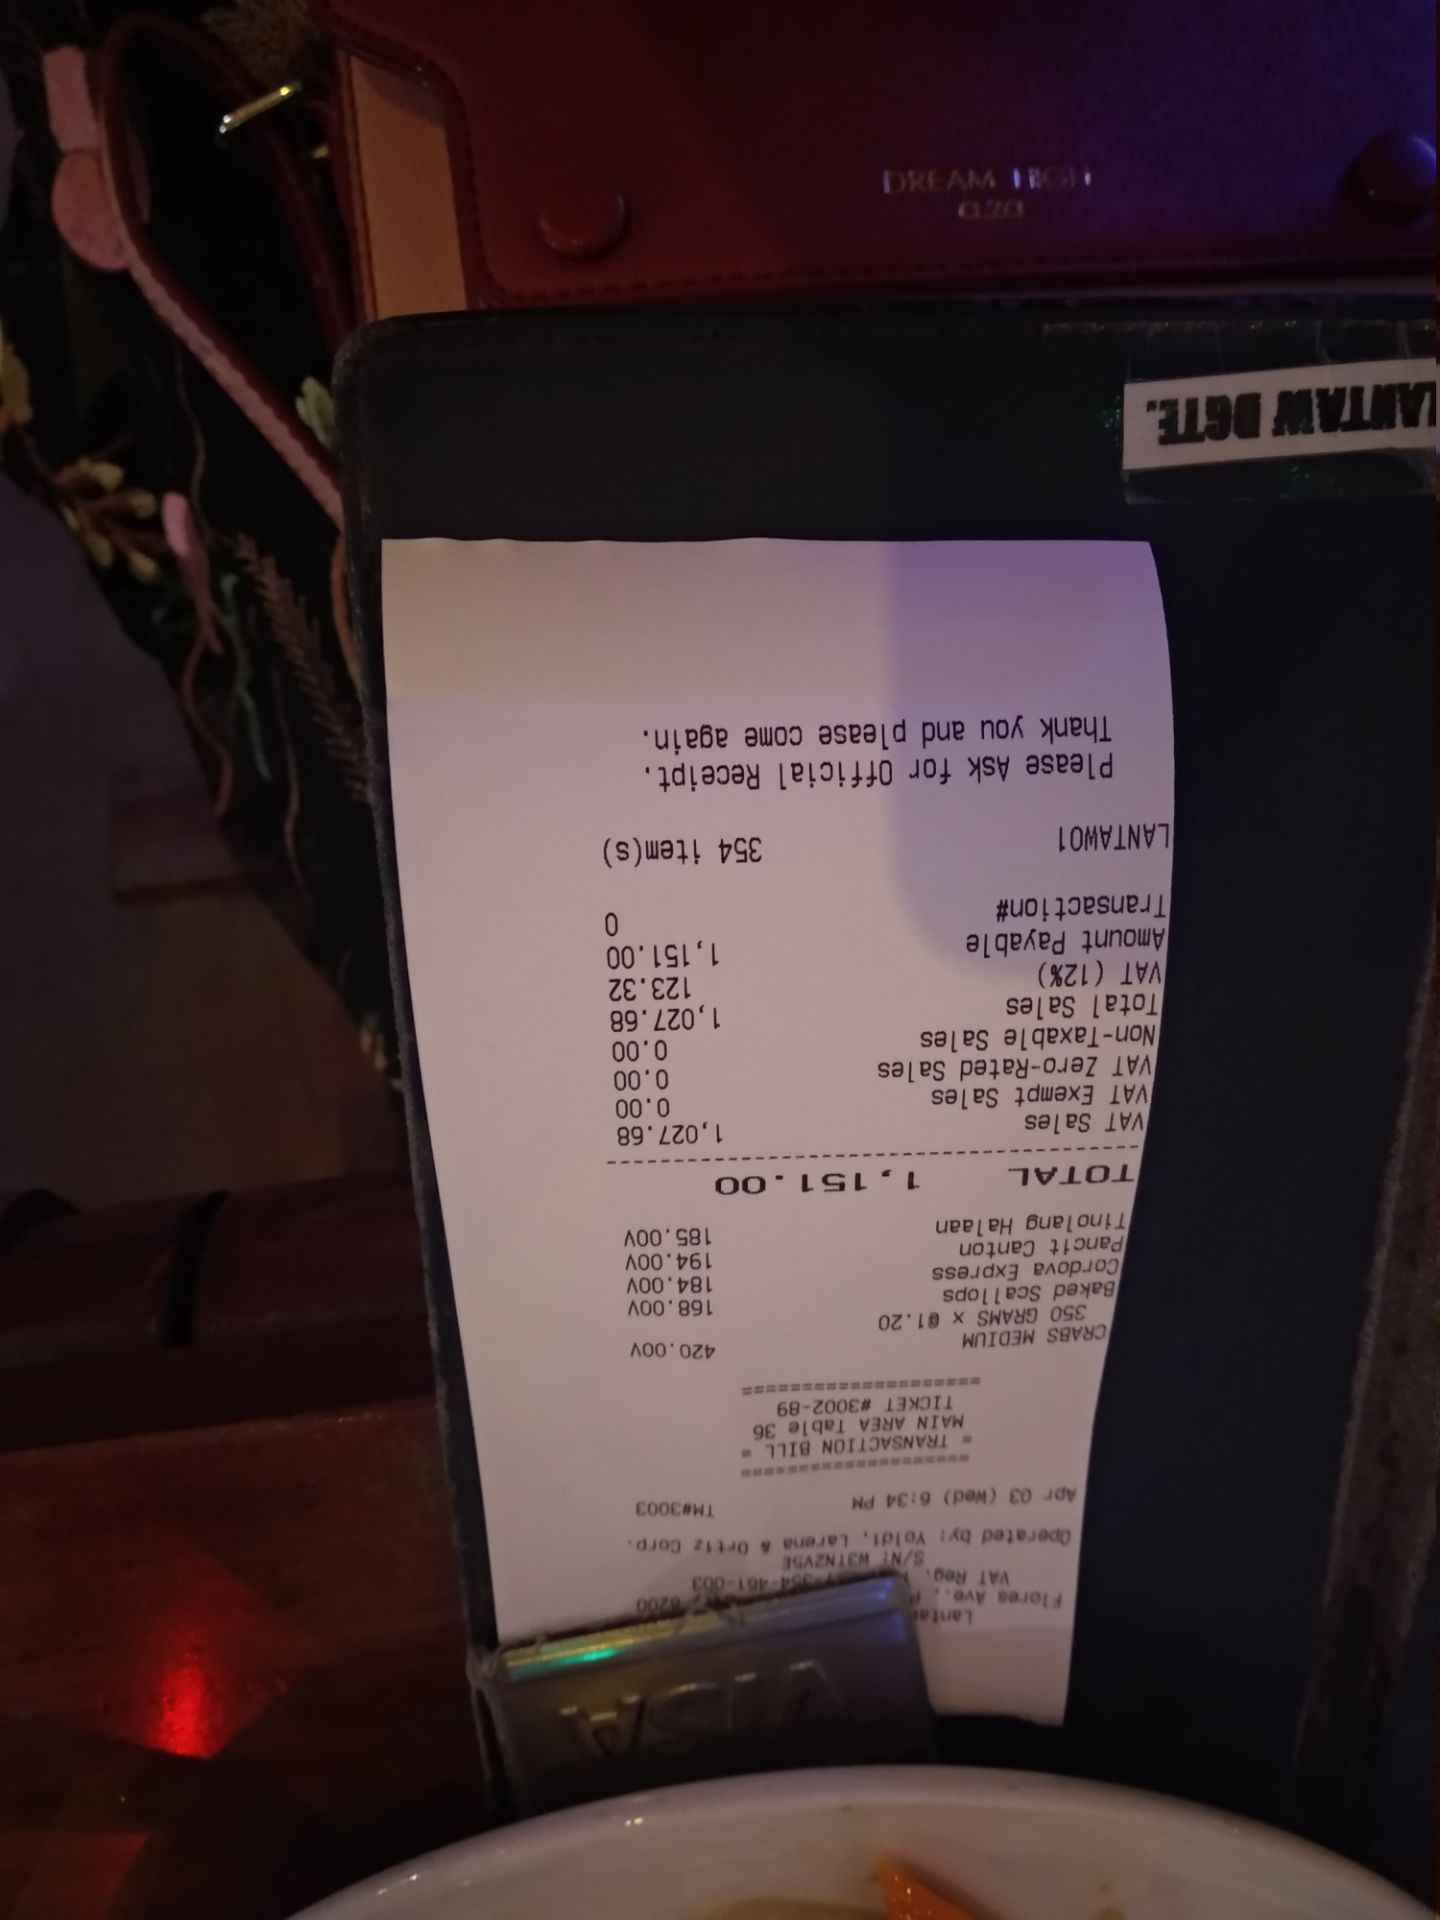 DREAM HIGH
LANTAW DGTE.
VISA
Flores Ave., 6200
VAT Reg. 354-461-003
S/N: W3TN2V5E
Operated by: Yoldi, Larena & Ortiz Corp.
Apr 03 (Wed) 6:34 PM TM#3003
=====================
= TRANSACTION BILL =
MAIN AREA Table 36
TICKET #3002-89
=====================
CRABS MEDIUM 420.00V
350 GRAMS x @1.20
Baked Scallops 168.00V
Cordova Express 184.00V
Pancit Canton 194.00V
Tinolang Halaan 185.00V
TOTAL 1,151.00
----------------------------------------
VAT Sales 1,027.68
VAT Exempt Sales 0.00
VAT Zero-Rated Sales 0.00
Non-Taxable Sales 0.00
Total Sales 1,027.68
VAT (12%) 123.32
Amount Payable 1,151.00
Transaction# 0
LANTAW01 354 item(s)
Please Ask for Official Receipt.
Thank you and please come again.